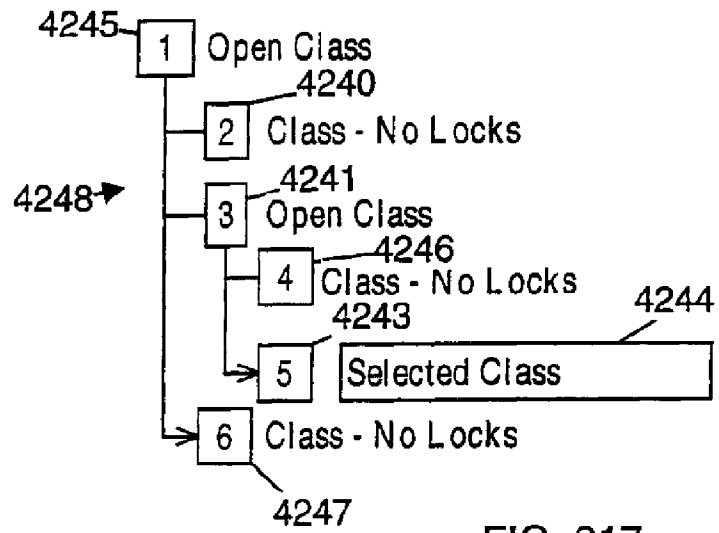 4245
1 Open Class
4240
2 Class - No Locks
4248
4241
3 Open Class
4246
4 Class - No Locks
4243
4244
5 Selected Class
6 Class - No Locks
4247